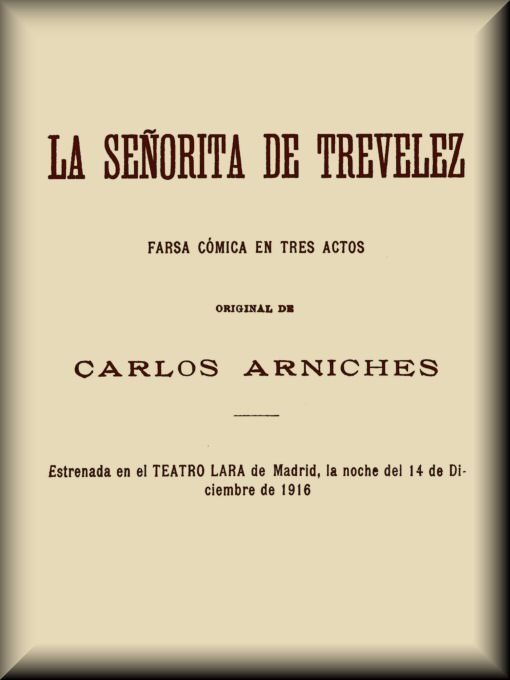 LA SEÑORITA DE TREVELEZ
FARSA CÓMICA EN TRES ACTOS
ORIGINAL DE
CARLOS ARNICHES
Estrenada en el TEATRO LARA de Madrid, la noche del 14 de Di-
ciembre de 1916